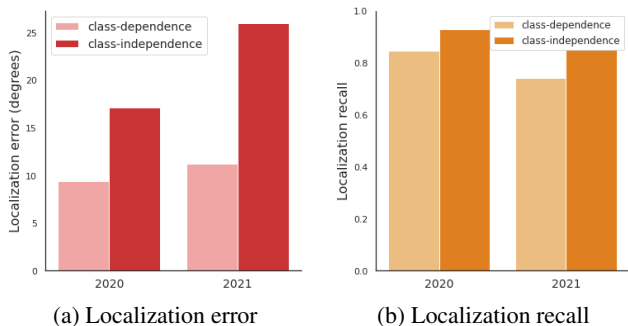 class-dependence
class-independence
Localization error (degrees)
25
20
15
10
5
0
2020
2021
(a) Localization error
class-dependence
class-independence
Localization recall
1.0
0.8
0.6
0.4
0.2
0.0
2020
2021
(b) Localization recall